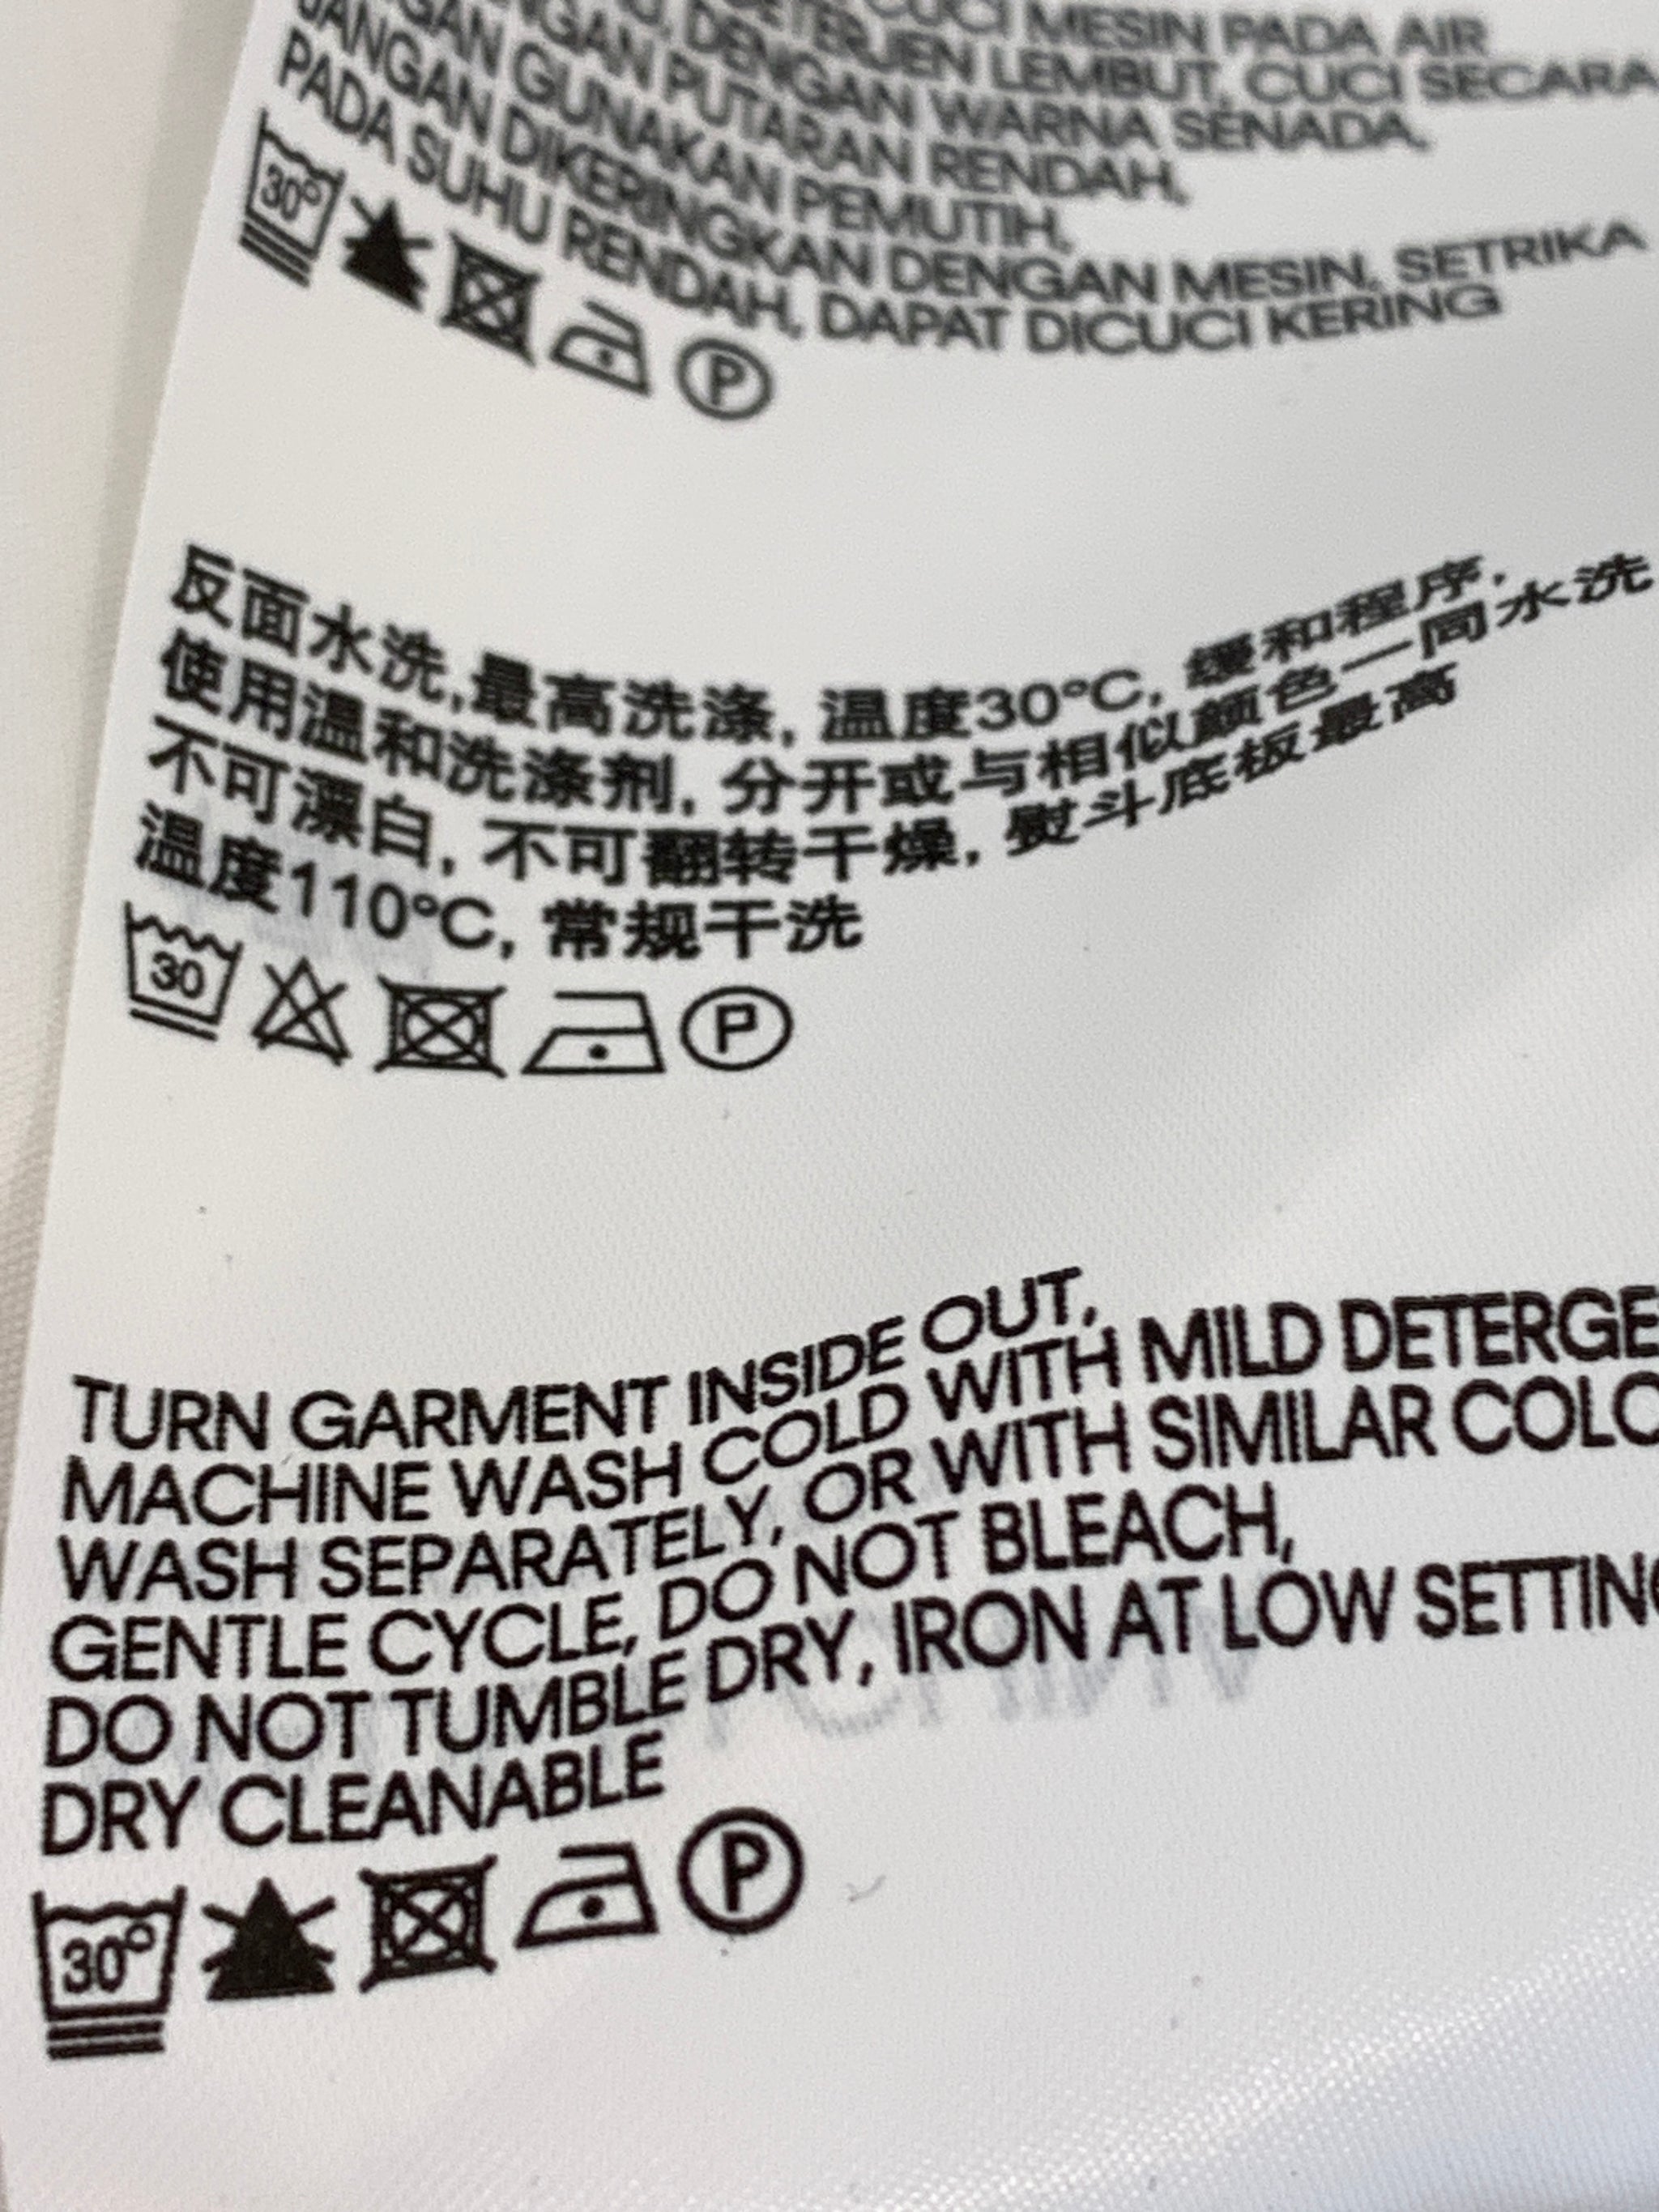 CUCI MESIN PADA AIR
DETERJEN LEMBUT, CUCI SECARA
DENGAN WARNA SENADA,
PUTARAN RENDAH,
JANGAN GUNAKAN PEMUTIH,
JANGAN DIKERINGKAN DENGAN MESIN, SETRIKA
PADA SUHU RENDAH, DAPAT DICUCI KERING
30°
P
反面水洗,最高洗涤, 温度30°C, 缓和程序,
使用温和洗涤剂, 分开或与相似颜色一同水洗
不可漂白, 不可翻转干燥, 熨斗底板最高
温度110°C, 常规干洗
30
P
TURN GARMENT INSIDE OUT,
MACHINE WASH COLD WITH MILD DETERGE
WASH SEPARATELY, OR WITH SIMILAR COLO
GENTLE CYCLE, DO NOT BLEACH,
DO NOT TUMBLE DRY, IRON AT LOW SETTING
DRY CLEANABLE
30°
P